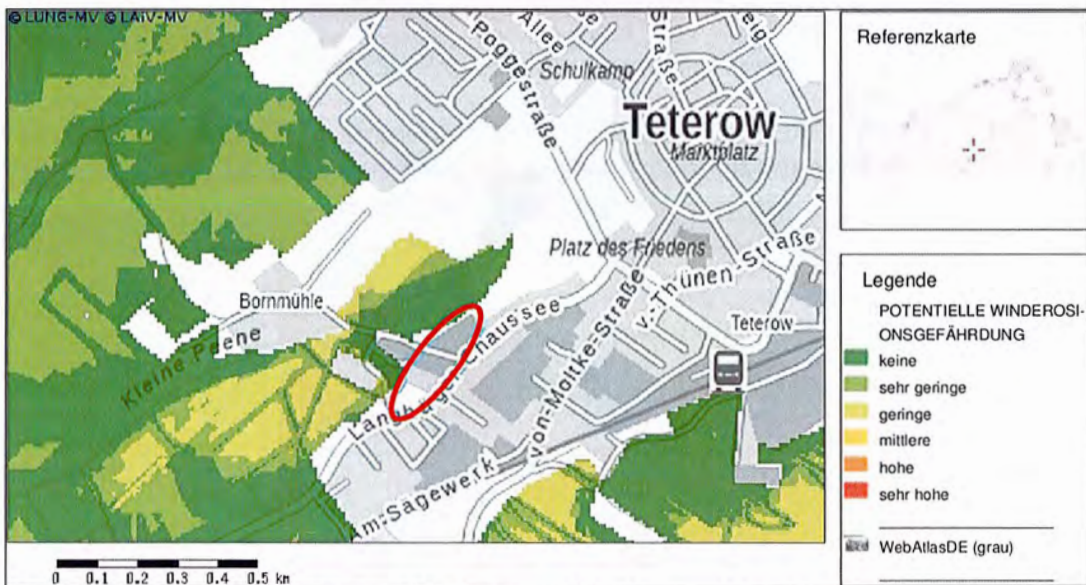 © LUNG-MV © LAiV-MV
Allee
Straße
Poggestraße
Schulkamp
Teterow
Marktplatz
Platz des Friedens
v.-Thünen-Straße
Bornmühle
Kleine Peene
Chaussee
von-Moltke-Straße
Teterow
m-Sägewerk
0 0.1 0.2 0.3 0.4 0.5 km
Referenzkarte
Legende
POTENTIELLE WINDEROSI-
ONSGEFÄHRDUNG
keine
sehr geringe
geringe
mittlere
hohe
sehr hohe
WebAtlasDE (grau)